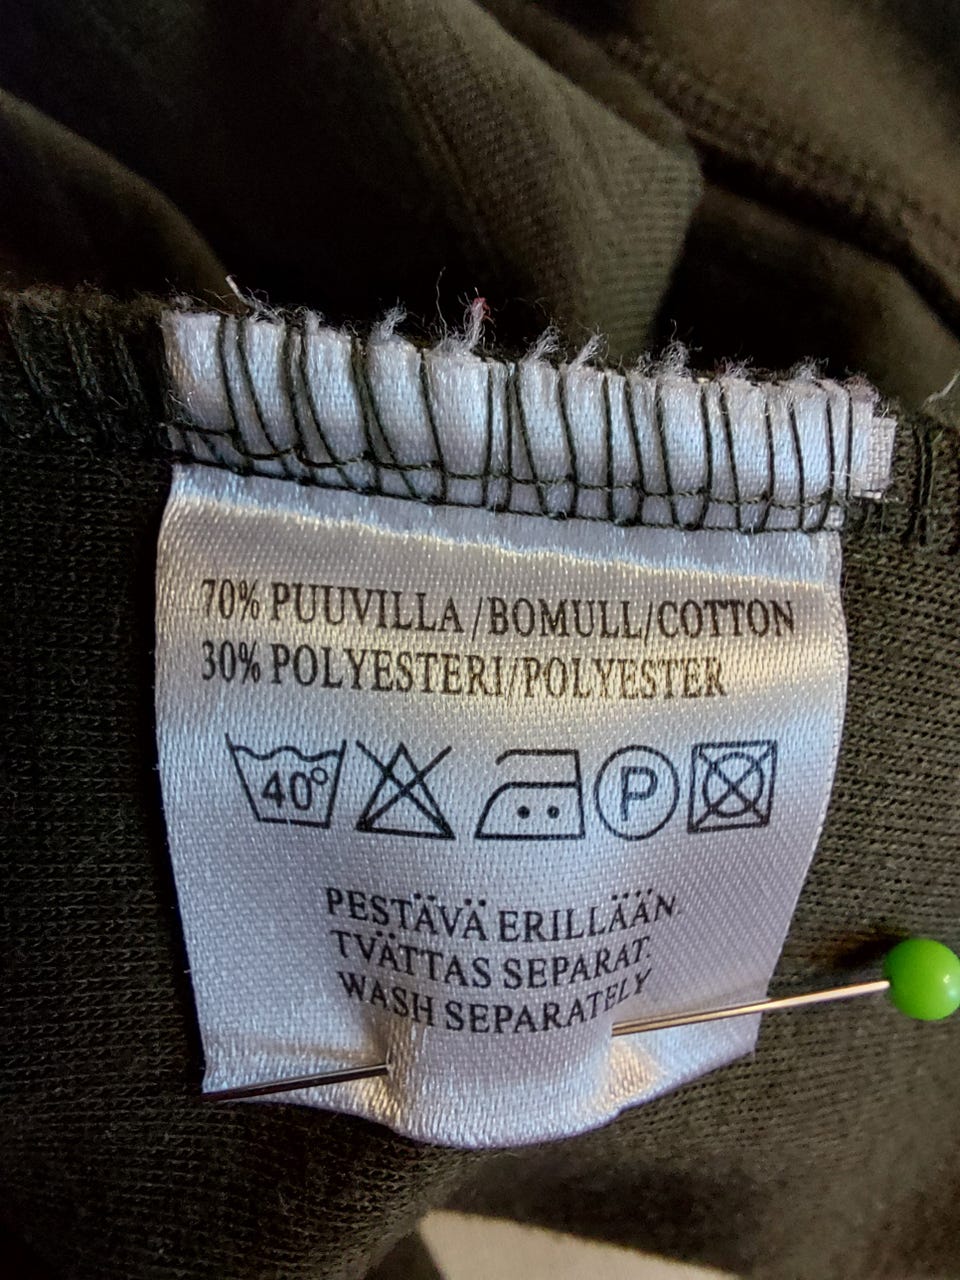 70% PUUVILLA/BOMULL/COTTON
30% POLYESTERI/POLYESTER
40° P
PESTÄVÄ ERILLÄÄN.
TVÄTTAS SEPARAT.
WASH SEPARATELY